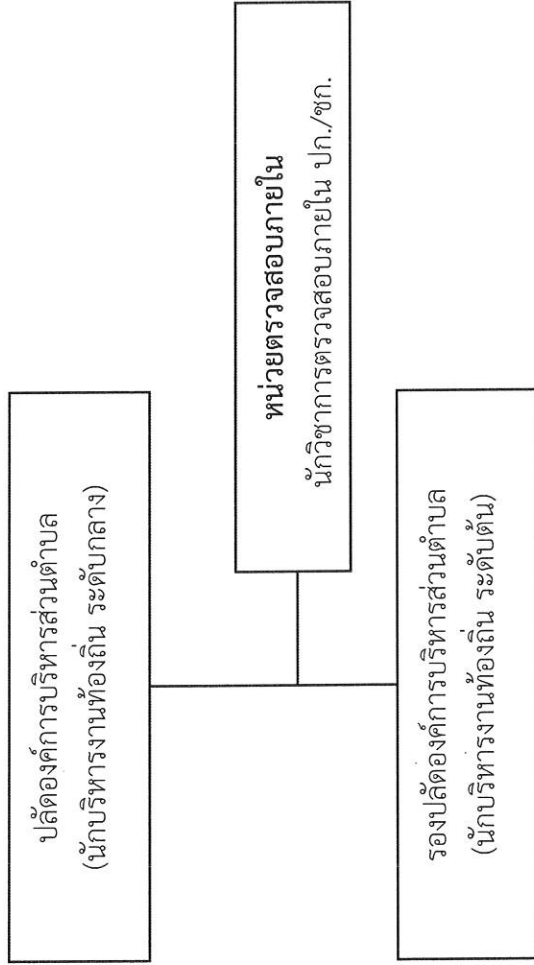 ปลัดองค์การบริหารส่วนตำบล
(นักบริหารงานท้องถิ่น ระดับกลาง)
หน่วยตรวจสอบภายใน
นักวิชาการตรวจสอบภายใน ปก./ชก.
รองปลัดองค์การบริหารส่วนตำบล
(นักบริหารงานท้องถิ่น ระดับต้น)